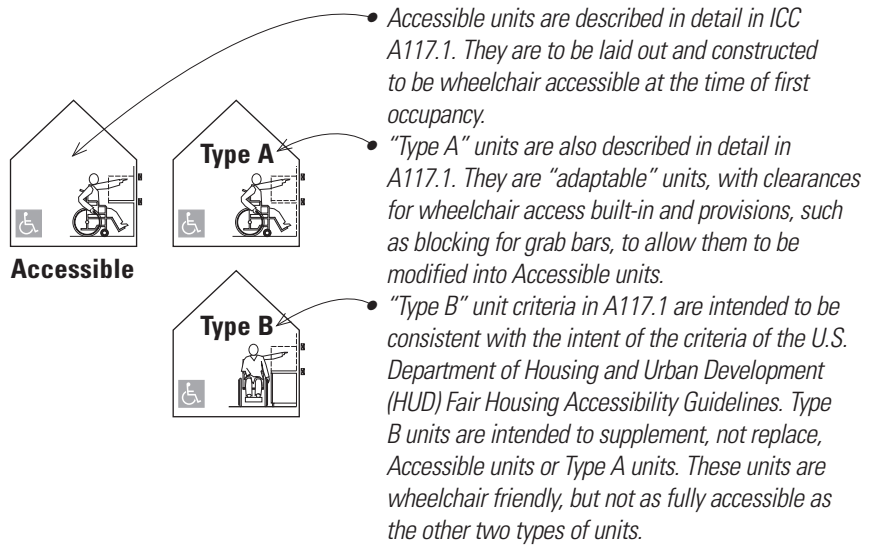 • Accessible units are described in detail in ICC
A117.1. They are to be laid out and constructed
to be wheelchair accessible at the time of first
occupancy.
Accessible
Type A
• “Type A” units are also described in detail in
A117.1. They are “adaptable” units, with clearances
for wheelchair access built-in and provisions, such
as blocking for grab bars, to allow them to be
modified into Accessible units.
Type B
• “Type B” unit criteria in A117.1 are intended to be
consistent with the intent of the criteria of the U.S.
Department of Housing and Urban Development
(HUD) Fair Housing Accessibility Guidelines. Type
B units are intended to supplement, not replace,
Accessible units or Type A units. These units are
wheelchair friendly, but not as fully accessible as
the other two types of units.